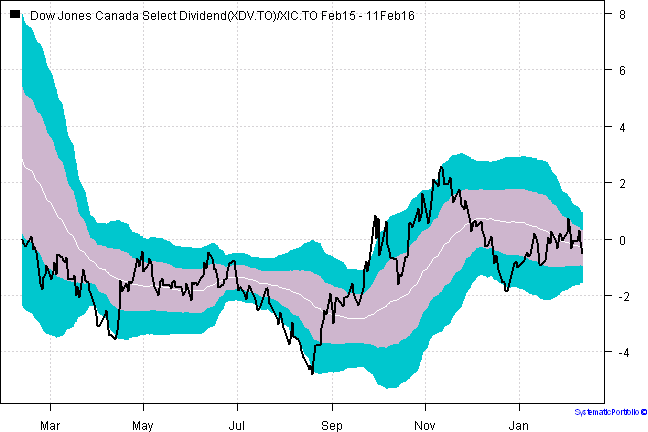 Dow Jones Canada Select Dividend(XDV.TO)/XIC.TO Feb15 - 11Feb16
8
6
4
2
0
-2
-4
Mar May Jul Sep Nov Jan
SystematicPortfolio ©